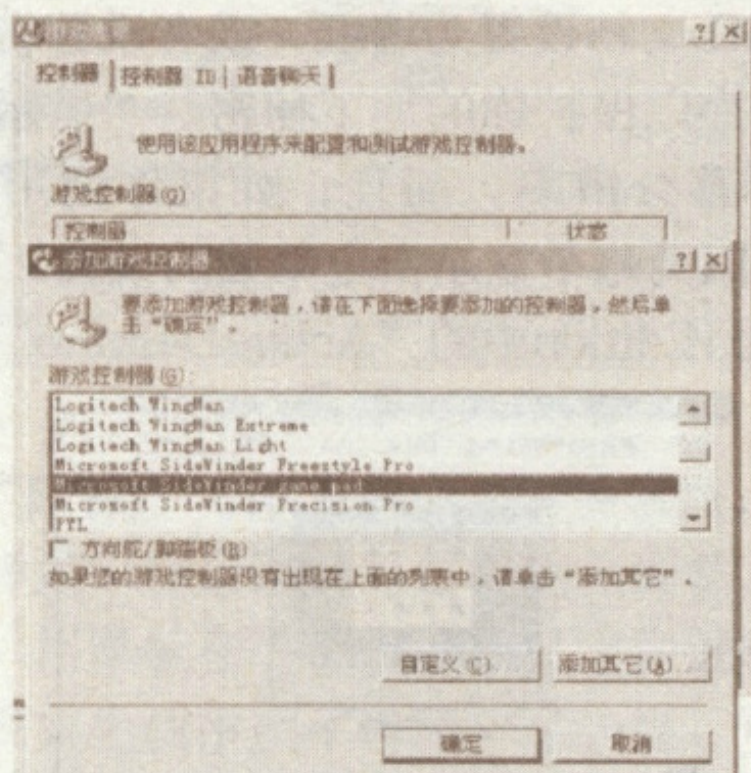 游戏选项
控制器 控制器 ID 语音聊天
使用该应用程序来配置和测试游戏控制器。
游戏控制器(O)
控制器 状态
添加游戏控制器
要添加游戏控制器，请在下面选择要添加的控制器，然后单
击“确定”。
游戏控制器(G):
Logitech WingMan
Logitech WingMan Extreme
Logitech WingMan Light
Microsoft SideWinder Freestyle Pro
Microsoft SideWinder game pad
Microsoft SideWinder Precision Pro
PTL
方向舵/脚踏板(R)
如果您的游戏控制器没有出现在上面的列表中，请单击“添加其它”.
自定义(C)... 添加其它(A)...
确定 取消